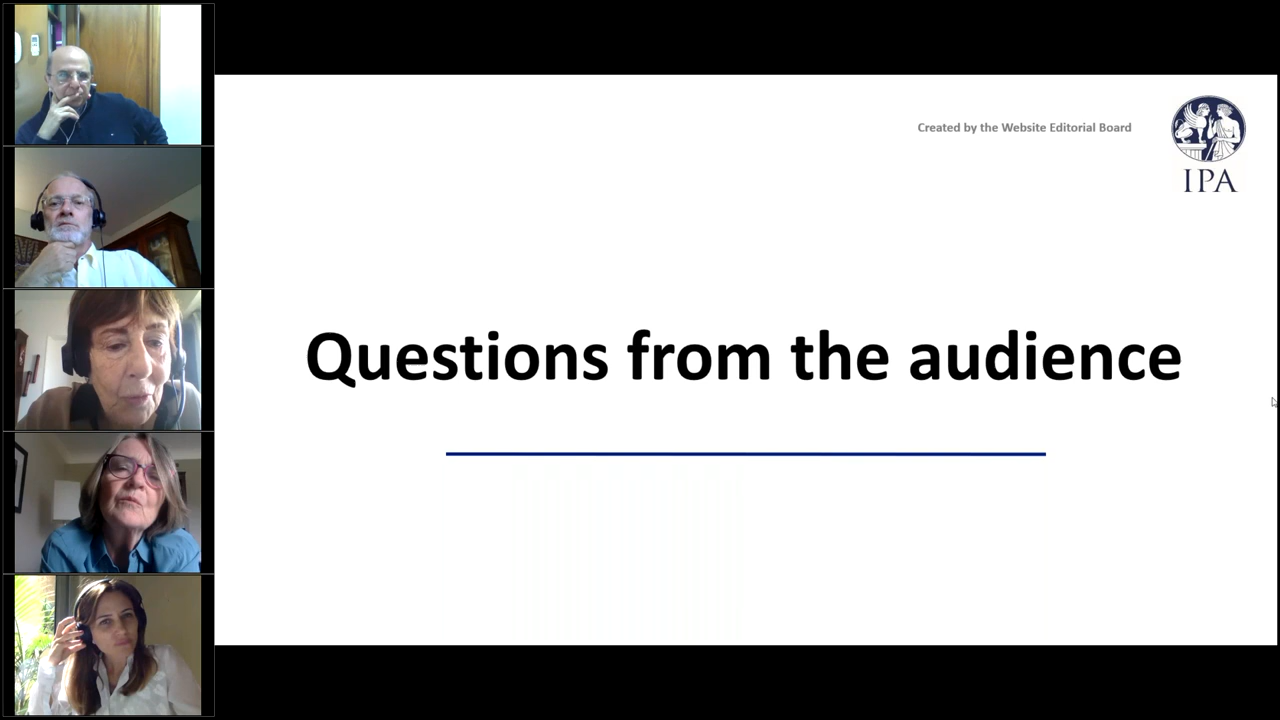 Created by the Website Editorial Board
IPA
Questions from the audience